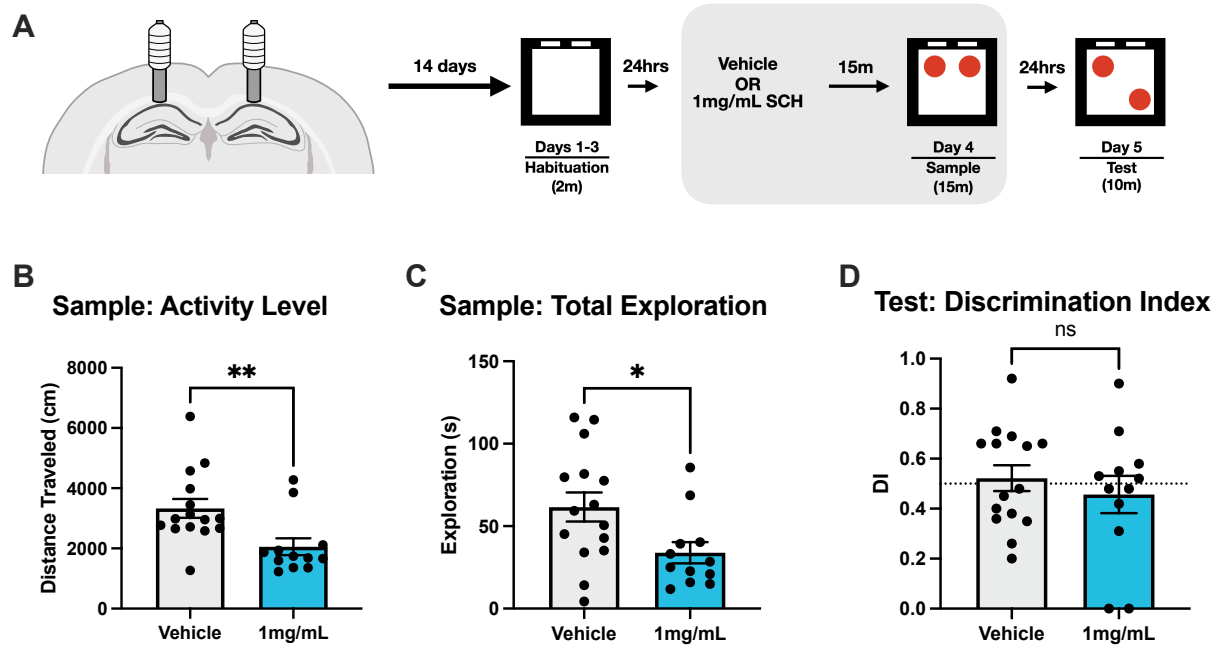 A
14 days
24hrs
Vehicle
OR
1mg/mL SCH
15m
24hrs
Days 1-3
Habituation
(2m)
Day 4
Sample
(15m)
Day 5
Test
(10m)
B
Sample: Activity Level
**
Distance Traveled (cm)
8000
6000
4000
2000
0
Vehicle
1mg/mL
C
Sample: Total Exploration
*
Exploration (s)
150
100
50
0
Vehicle
1mg/mL
D
Test: Discrimination Index
ns
DI
1.0
0.8
0.6
0.4
0.2
0.0
Vehicle
1mg/mL